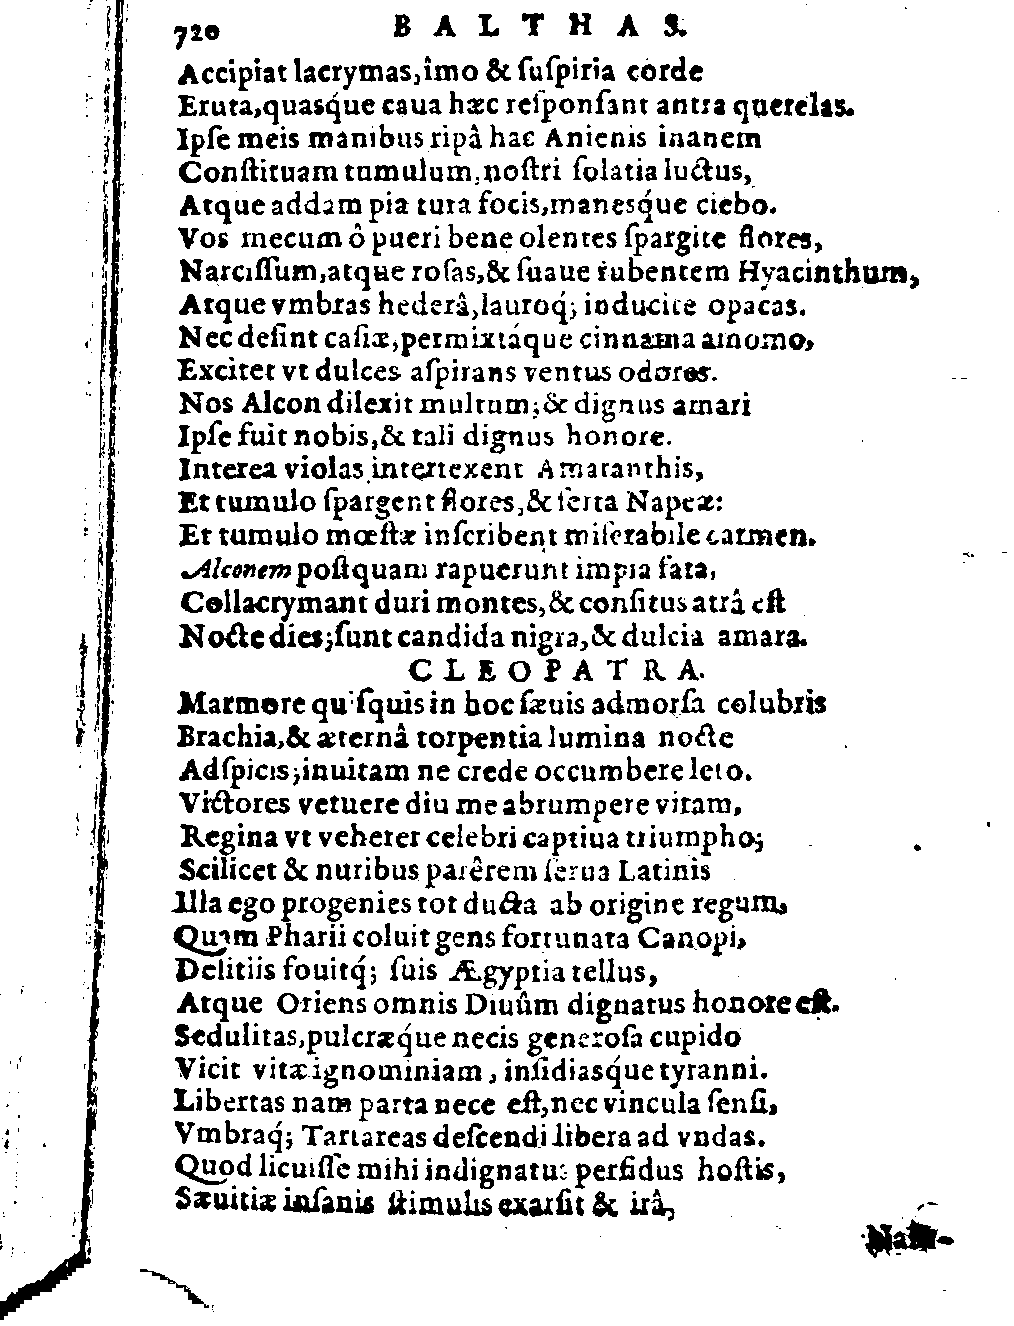 720 BALTHAS.
Accipiat lacrymas,îmo & ſuſpiria corde
Eruta,quasq́ue caua hæc reſponſant antra querelas.
Ipſe meis manibus ripâ hac Anienis inanem
Conſtituam tumulum,noſtri ſolatia luctus,
Atque addam pia tura focis,manesq́ue ciebo.
Vos mecum ô pueri bene olentes ſpargite flores,
Narciſſum,atque roſas,& ſuaue rubentem Hyacinthum,
Atque vmbras hederâ,lauroq́; inducite opacas.
Nec deſint caſiæ,permixtáque cinnama amomo,
Excitet vt dulces aſpirans ventus odores.
Nos Alcon dilexit multum;& dignus amari
Ipſe fuit nobis,& tali dignus honore.
Interea violas intertexent Amaranthis,
Et tumulo ſpargent flores,& ſerta Napeæ:
Et tumulo mœſtæ inſcribent miſerabile carmen.
Alconem poſtquam rapuerunt impia fata,
Collacrymant duri montes,& conſitus atrâ eſt
Nocte dies;ſunt candida nigra,& dulcia amara.
CLEOPATRA.
Marmore quiſquis in hoc ſæuis admorſa colubris
Brachia,& æternâ torpentia lumina nocte
Adſpicis;inuitam ne crede occumbere leto.
Victores vetuere diu me abrumpere vitam,
Regina vt veherer celebri captiua triumpho;
Scilicet & nuribus parêrem ſerua Latinis
Illa ego progenies tot ducta ab origine regum,
Quam Pharii coluit gens fortunata Canopi,
Delitiis fouitq́; ſuis Ægyptia tellus,
Atque Oriens omnis Diuûm dignatus honore eſt.
Sedulitas,pulcræq́ue necis generoſa cupido
Vicit vitæ ignominiam, inſidiasq́ue tyranni.
Libertas nam parta nece eſt,nec vincula ſenſi,
Vmbraq́; Tartareas deſcendi libera ad vndas.
Quod licuiſſe mihi indignatus perfidus hoſtis,
Sæuitiæ inſanis ſtimulis exarſit & irâ,
Nam-